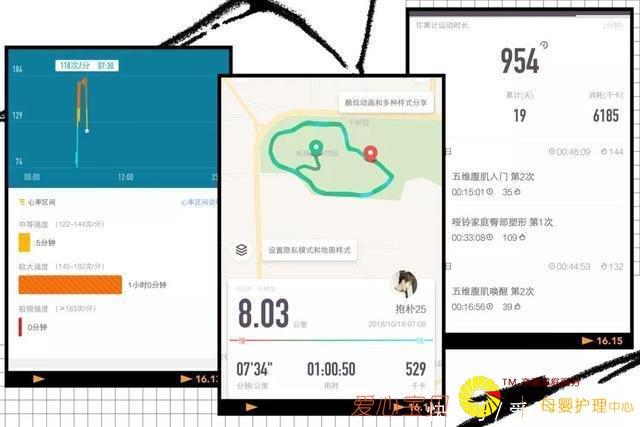 118次/分 07:30
184
129
74
00:00
12:00
心率区间
心率区间说
中等强度 (122–144次/分)
5分钟
较大强度 (145–182次/分)
1小时0分钟
极限强度 (≥183次/分)
0分钟
16.1
酷炫动画和多种样式分享
千树园
设置隐私模式和地图样式
8.03 公里
抱朴25
2018/10/18 07:08
07'34"
01:00:50
529
分钟/公里
用时
千卡
16.1
你累计运动时长
(分钟)
954
累计(天)
消耗(千卡)
19
6185
日
00:48:09
144
五维腹肌入门 第2次
00:15:01
35
哑铃家庭臀部塑形 第1次
00:33:08
109
日
00:44:53
132
五维腹肌唤醒 第2次
00:16:56
39
16.15
爱心宝贝
TM
母婴护理中心